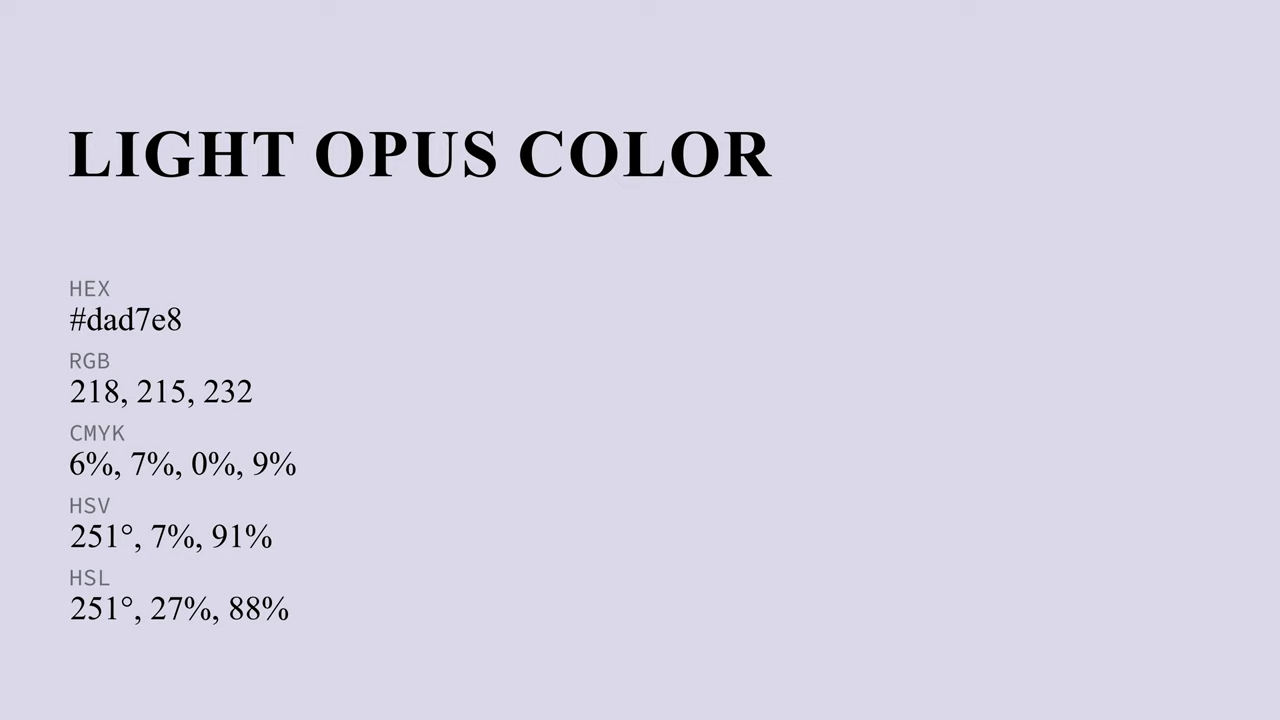 LIGHT OPUS COLOR
HEX
#dad7e8
RGB
218, 215, 232
CMYK
6%, 7%, 0%, 9%
HSV
251°, 7%, 91%
HSL
251°, 27%, 88%